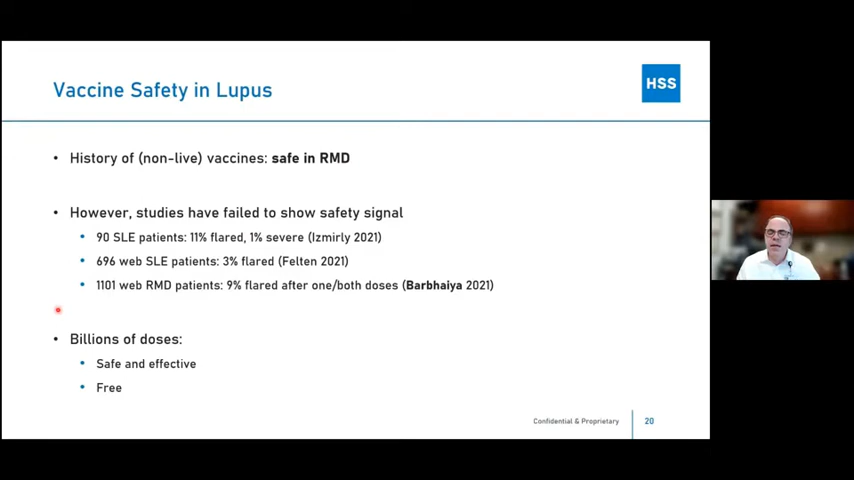 Vaccine Safety in Lupus
HSS
• History of (non-live) vaccines: safe in RMD
• However, studies have failed to show safety signal
• 90 SLE patients: 11% flared, 1% severe (Izmirly 2021)
• 696 web SLE patients: 3% flared (Felten 2021)
• 1101 web RMD patients: 9% flared after one/both doses (Barbhaiya 2021)
• Billions of doses:
• Safe and effective
• Free
Confidential & Proprietary
20